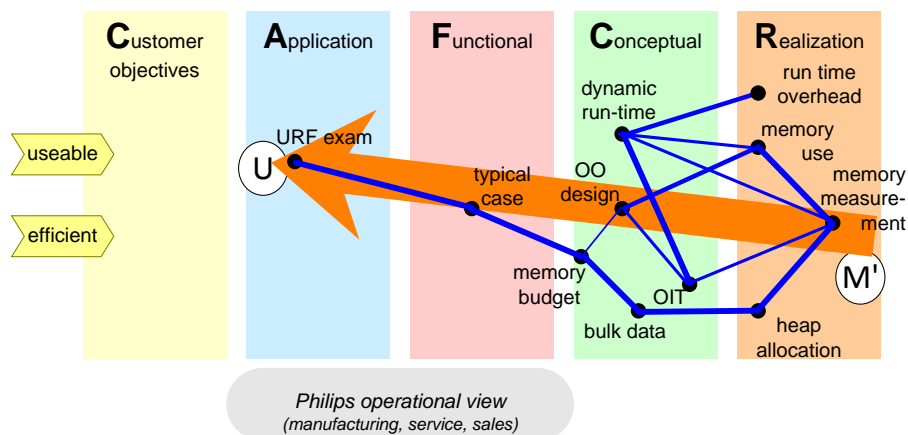 Customer
objectives
Application
Functional
Conceptual
Realization
dynamic
run-time
run time
overhead
useable
U
URF exam
memory
use
typical
case
OO
design
memory
measure-
ment
efficient
memory
budget
OIT
M'
bulk data
heap
allocation
Philips operational view
(manufacturing, service, sales)